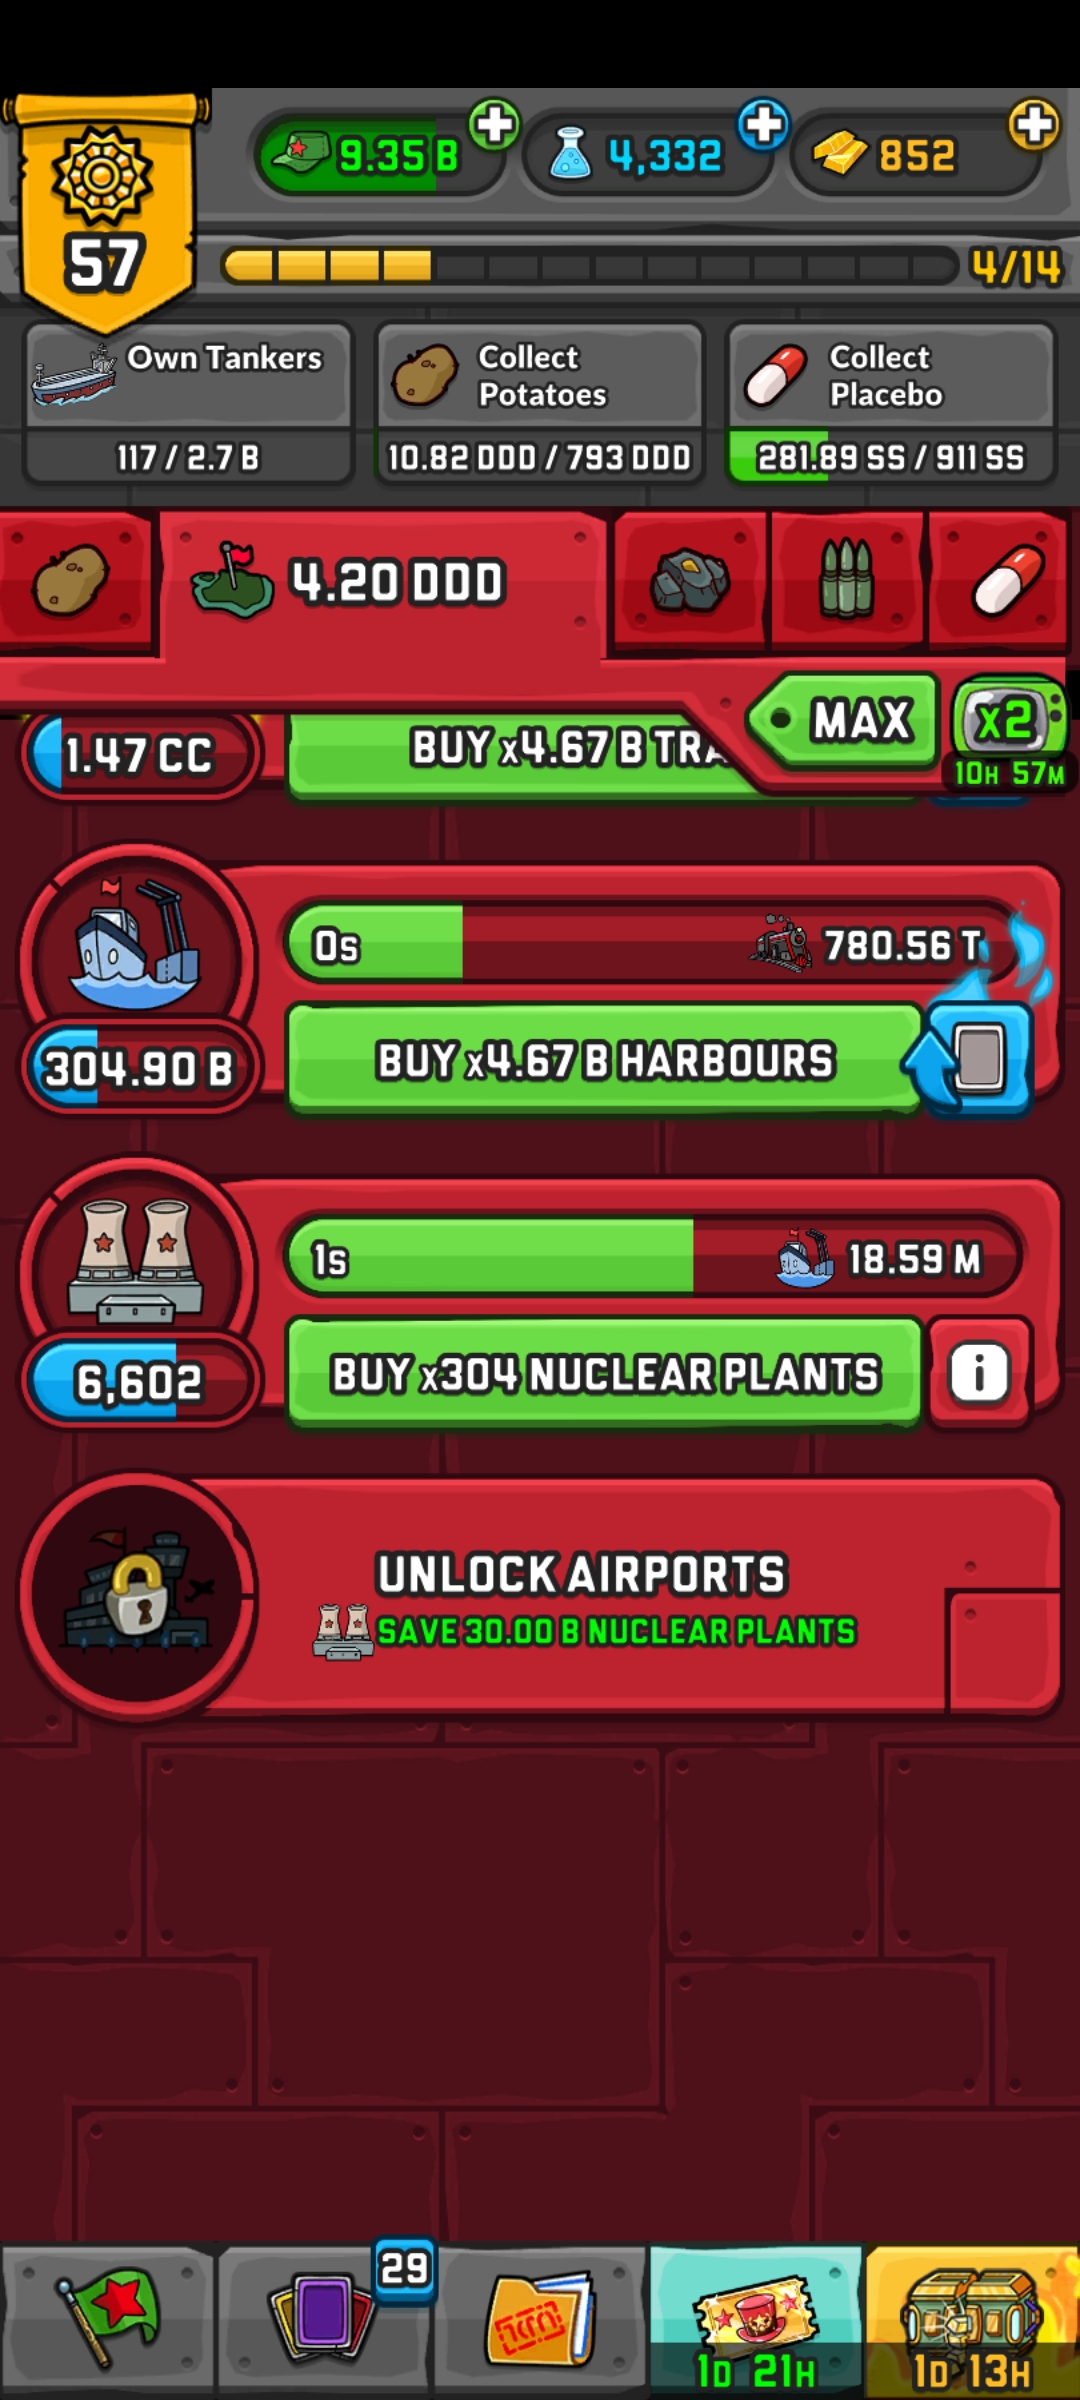 9.35 B
4,332
852
57
4/14
Own Tankers
117 / 2.7 B
Collect
Potatoes
10.82 DDD / 793 DDD
Collect
Placebo
281.89 SS / 911 SS
4.20 DDD
MAX
x2
10H 57M
1.47 CC
BUY x4.67 B TRA
0s
780.56 T
304.90 B
BUY x4.67 B HARBOURS
1s
18.59 M
6,602
BUY x304 NUCLEAR PLANTS
i
UNLOCK AIRPORTS
SAVE 30.00 B NUCLEAR PLANTS
29
1D 21H
1D 13H